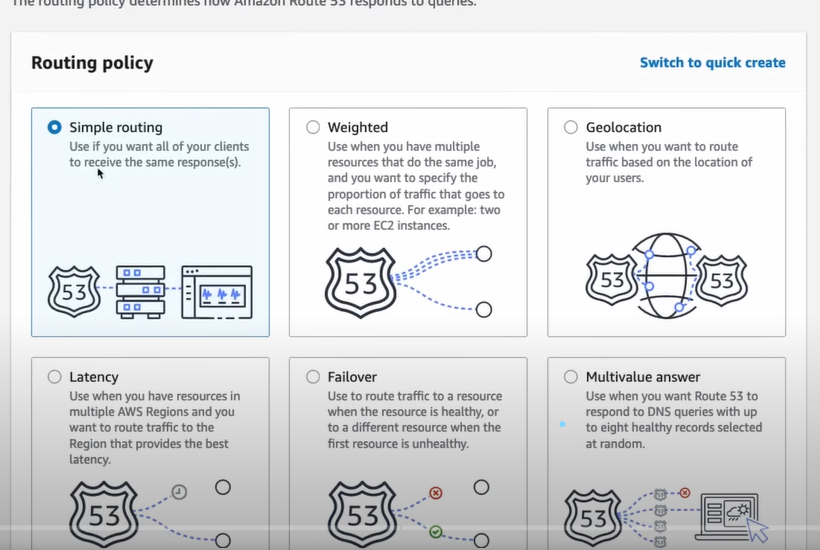 The routing policy determines how Amazon Route 53 responds to queries.
Routing policy
Switch to quick create
Simple routing
Use if you want all of your clients
to receive the same response(s).
53
Weighted
Use when you have multiple
resources that do the same job,
and you want to specify the
proportion of traffic that goes to
each resource. For example: two
or more EC2 instances.
53
Geolocation
Use when you want to route
traffic based on the location of
your users.
53
53
Latency
Use when you have resources in
multiple AWS Regions and you
want to route traffic to the
Region that provides the best
latency.
53
Failover
Use to route traffic to a resource
when the resource is healthy, or
to a different resource when the
first resource is unhealthy.
53
Multivalue answer
Use when you want Route 53 to
respond to DNS queries with up
to eight healthy records selected
at random.
53
53
53
53
53